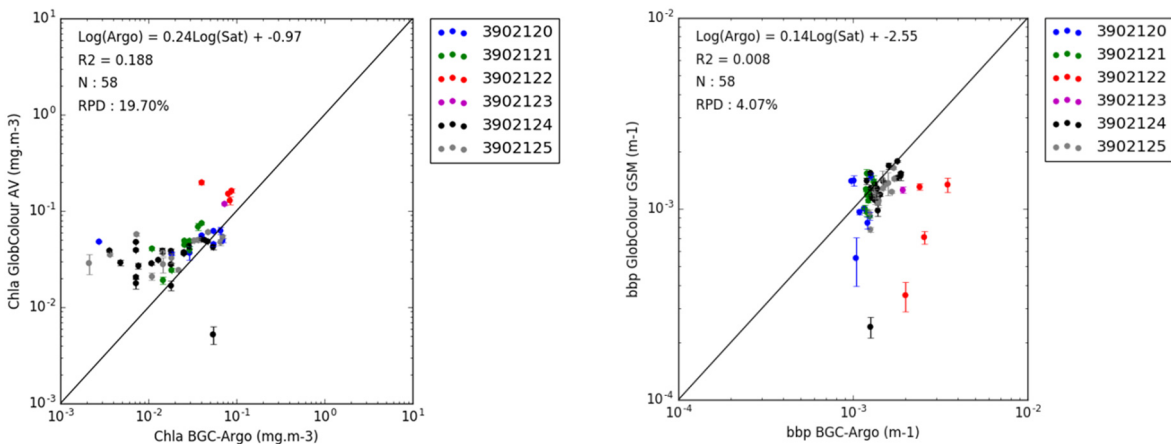 Log(Argo) = 0.24Log(Sat) + -0.97
R2 = 0.188
N : 58
RPD : 19.70%
3902120
3902121
3902122
3902123
3902124
3902125
10^1
10^0
10^-1
10^-2
10^-3
Chla GlobColour AV (mg.m-3)
10^-3
10^-2
10^-1
10^0
10^1
Chla BGC-Argo (mg.m-3)
Log(Argo) = 0.14Log(Sat) + -2.55
R2 = 0.008
N : 58
RPD : 4.07%
3902120
3902121
3902122
3902123
3902124
3902125
10^-2
10^-3
10^-4
bbp GlobColour GSM (m-1)
10^-4
10^-3
10^-2
bbp BGC-Argo (m-1)